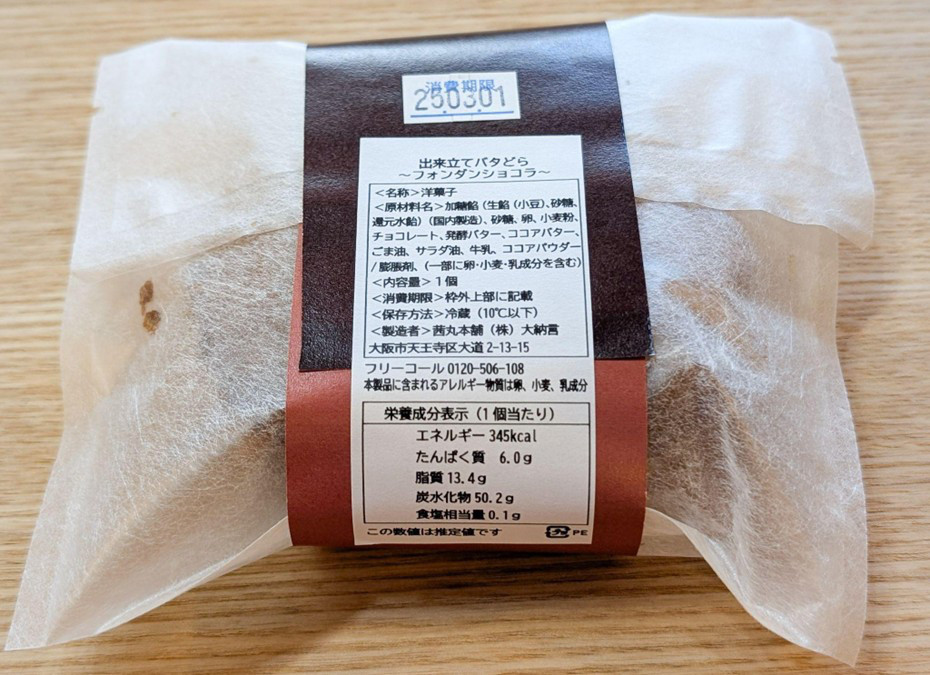 消費期限
250301
出来立てバタどら
～フォンダンショコラ～
＜名称＞洋菓子
＜原材料名＞加糖餡（生餡（小豆）、砂糖、
還元水飴）（国内製造）、砂糖、卵、小麦粉、
チョコレート、発酵バター、ココアバター、
ごま油、サラダ油、牛乳、ココアパウダー
/膨脹剤、（一部に卵・小麦・乳成分を含む）
＜内容量＞1個
＜消費期限＞枠外上部に記載
＜保存方法＞冷蔵（10℃以下）
＜製造者＞茜丸本舗（株）大納言
大阪市天王寺区大道2-13-15
フリーコール 0120-506-108
本製品に含まれるアレルギー物質は卵、小麦、乳成分
栄養成分表示（1個当たり）
エネルギー 345kcal
たんぱく質 6.0g
脂質 13.4g
炭水化物 50.2g
食塩相当量 0.1g
この数値は推定値です
プラ PE